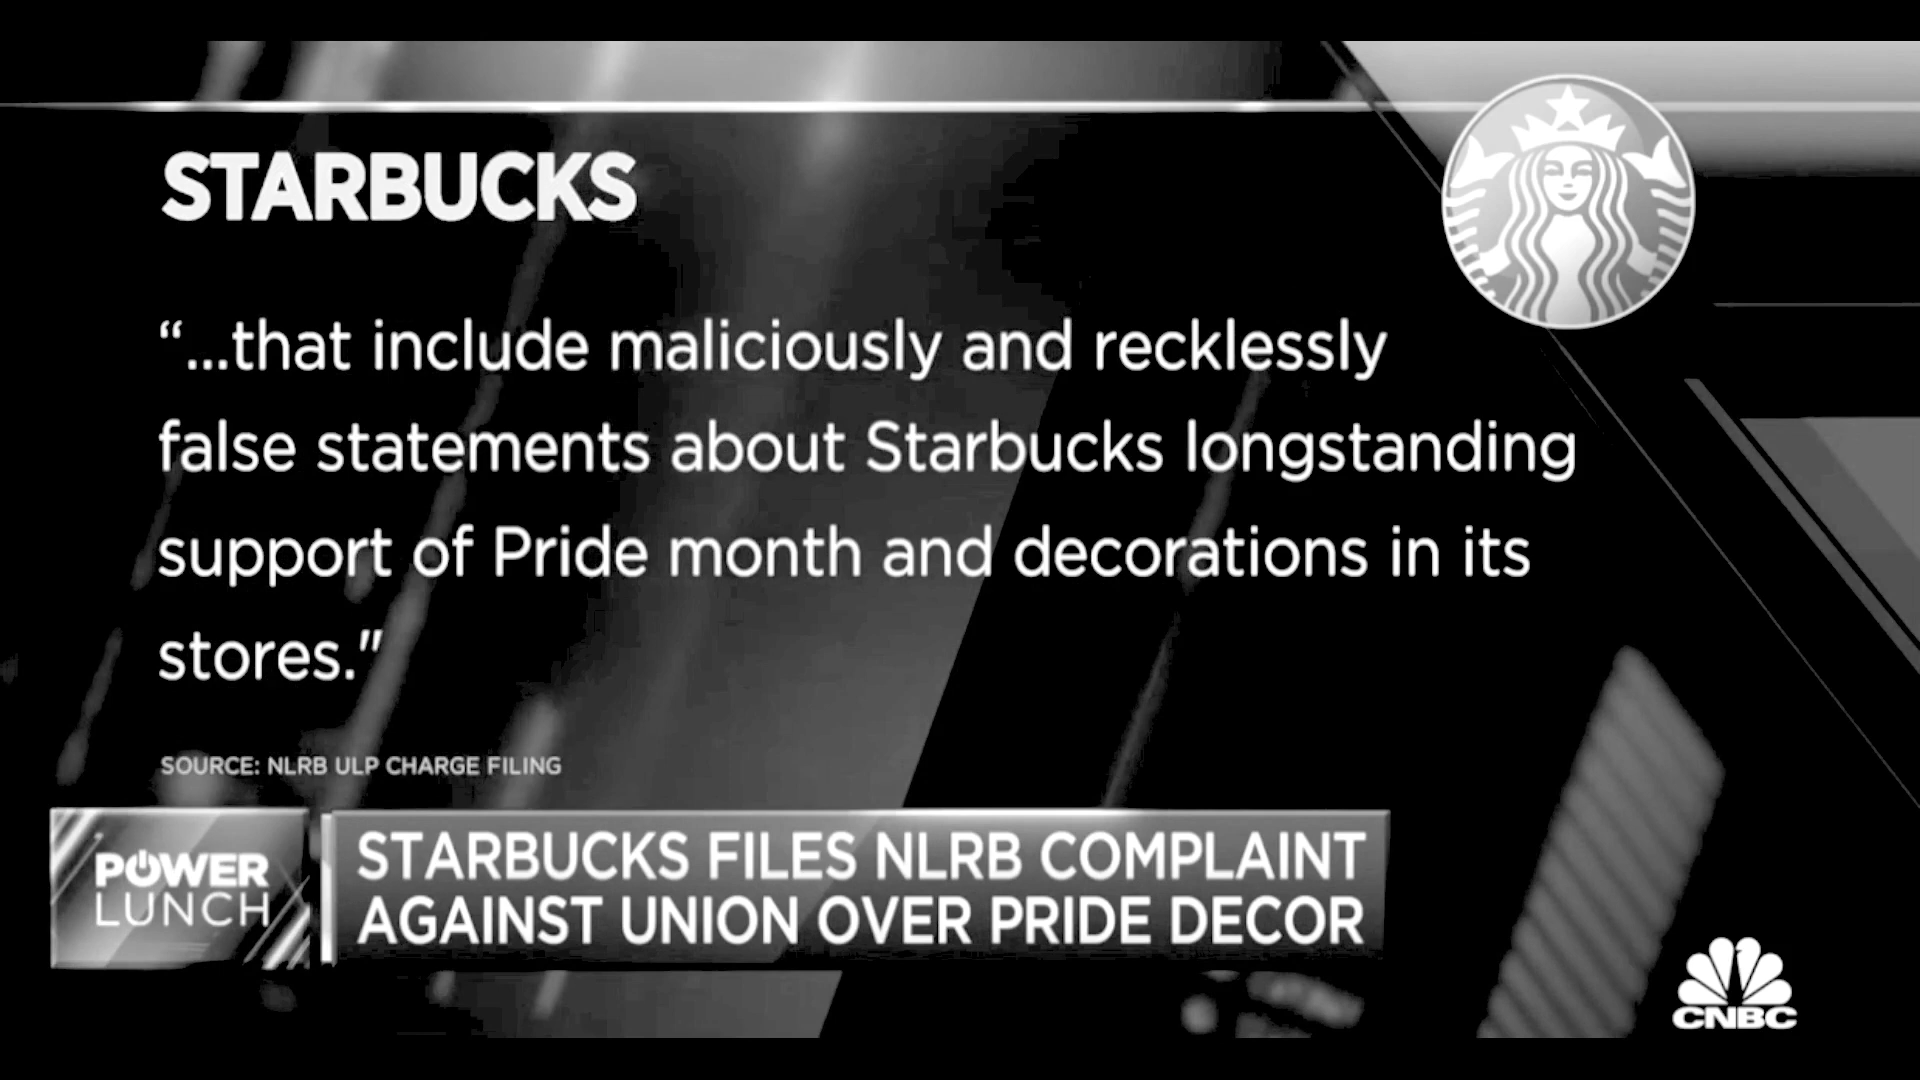 STARBUCKS
“...that include maliciously and recklessly
false statements about Starbucks longstanding
support of Pride month and decorations in its
stores."
SOURCE: NLRB ULP CHARGE FILING
POWER
LUNCH
STARBUCKS FILES NLRB COMPLAINT
AGAINST UNION OVER PRIDE DECOR
CNBC